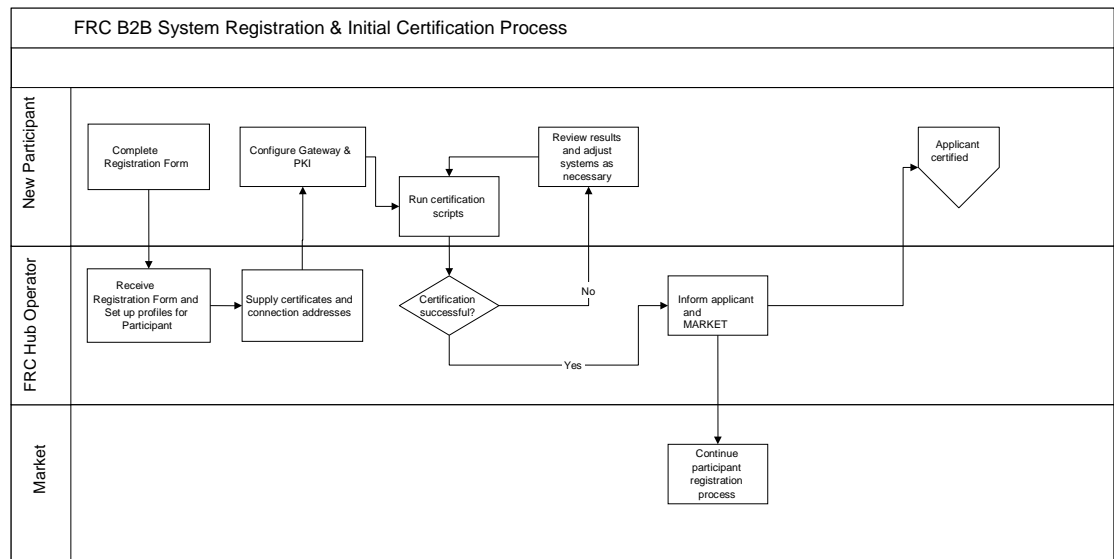 FRC B2B System Registration & Initial Certification Process
New Participant
Complete
Registration Form
Configure Gateway &
PKI
Run certification
scripts
Review results
and adjust
systems as
necessary
Applicant
certified
FRC Hub Operator
Receive
Registration Form and
Set up profiles for
Participant
Supply certificates and
connection addresses
Certification
successful?
No
Yes
Inform applicant
and
MARKET
Market
Continue
participant
registration
process